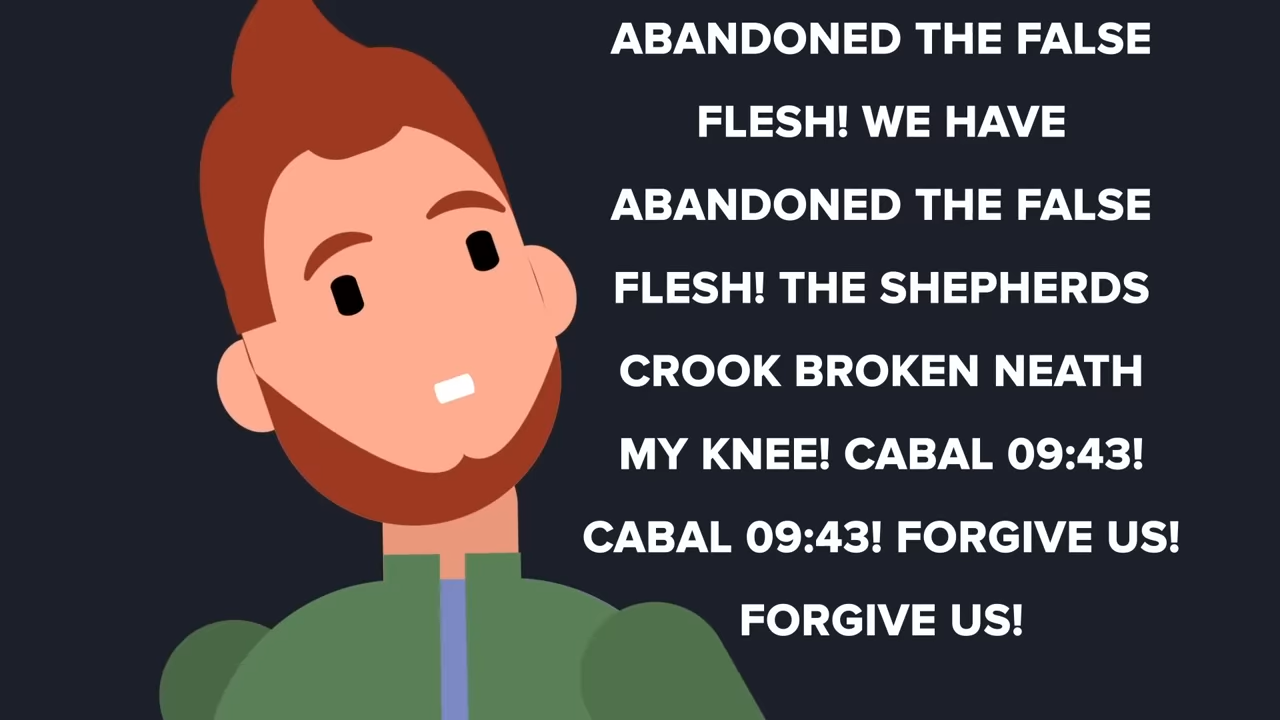 ABANDONED THE FALSE
FLESH! WE HAVE
ABANDONED THE FALSE
FLESH! THE SHEPHERDS
CROOK BROKEN NEATH
MY KNEE! CABAL 09:43!
CABAL 09:43! FORGIVE US!
FORGIVE US!